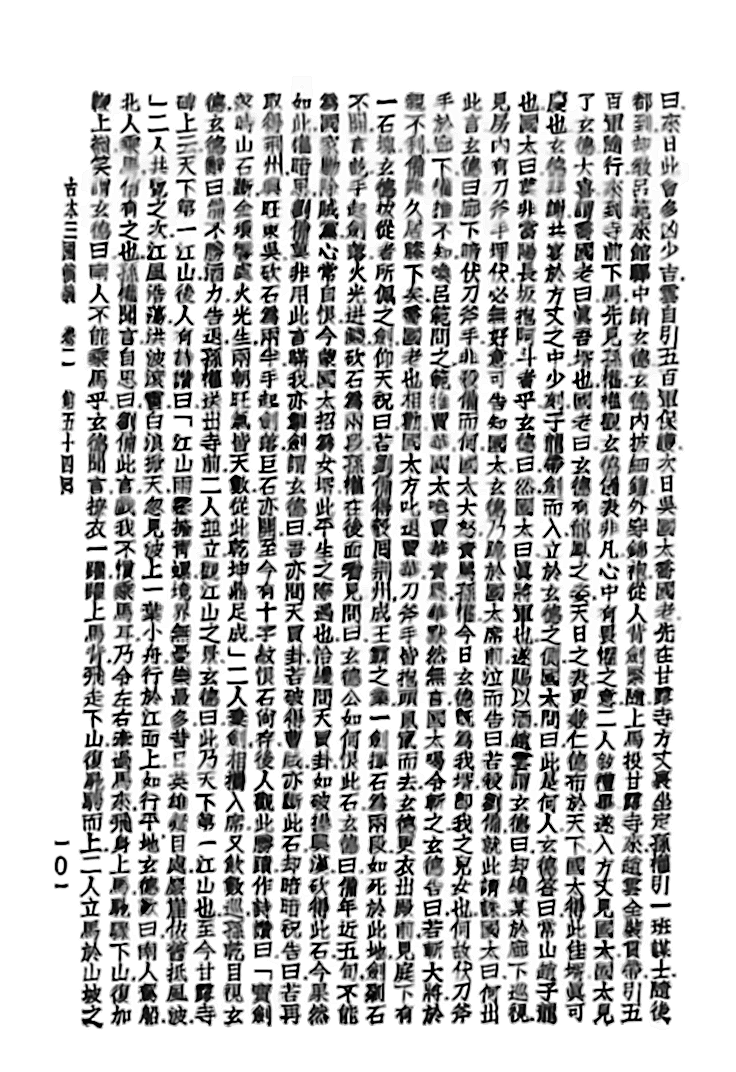 曰來日此會多凶少吉雲自引五百軍保護次日吳國太喬國老先在甘露寺方丈裏坐定孫權引一班謀士隨後
都到却教呂範來館驛中請玄德玄德內披細鎧外穿錦袍從人背劍緊隨上馬投甘露寺來趙雲全裝貫帶引五
百軍隨行來到寺前下馬先見孫權權觀玄德儀表非凡心中有畏懼之意二人敘禮畢遂入方丈見國太國太見
了玄德大喜謂喬國老曰真吾壻也國老曰玄德有龍鳳之姿天日之表更兼仁德布於天下國太得此佳壻真可
慶也玄德拜謝共宴於方丈之中少刻子龍帶劍而入立於玄德之側國太問曰此是何人玄德答曰常山趙子龍
也國太曰莫非當陽長坂抱阿斗者乎玄德曰然國太曰真將軍也遂賜以酒趙雲謂玄德曰却纔某於廊下巡視
見房內有刀斧手埋伏必無好意可告知國太玄德乃跪於國太席前泣而告曰若殺劉備就此請誅國太曰何出
此言玄德曰廊下暗伏刀斧手非殺備而何國太大怒責罵孫權今日玄德旣為我壻卽我之兒女也何故伏刀斧
手於廊下權推不知喚呂範問之範推賈華國太喚賈華責罵華默然無言國太喝令斬之玄德告曰若斬大將於
親不利備難久居膝下矣喬國老也相勸國太方叱退賈華刀斧手皆抱頭鼠竄而去玄德更衣出殿前見庭下有
一石塊玄德拔從者所佩之劍仰天祝曰若劉備得彀回荊州成王霸之業一劍揮石為兩段如死於此地劍剁石
不開言訖手起劍落火光迸濺砍石為兩段孫權在後面看見問曰玄德公如何恨此石玄德曰備年近五旬不能
為國家勦除賊黨心常自恨今蒙國太招為女壻此平生之際遇也恰纔問天買卦如破曹興漢砍斷此石今果然
如此權暗思劉備莫非用此言瞞我亦掣劍謂玄德曰吾亦問天買卦若破得曹賊亦斷此石却暗暗祝告曰若再
取得荊州興旺東吳砍石為兩半手起劍落巨石亦開至今有十字紋恨石尚存後人觀此勝蹟作詩讚曰「寶劍
落時山石斷金環響處火光生兩朝旺氣皆天數從此乾坤鼎足成」二人棄劍相攜入席又飲數巡孫乾目視玄
德玄德辭曰備不勝酒力告退孫權送出寺前二人並立觀江山之景玄德曰此乃天下第一江山也至今甘露寺
碑上云天下第一江山後人有詩讚曰「江山雨霽擁青螺境界無憂樂最多昔日英雄凝目處巖崖依舊抵風波
」二人共覽之次江風浩蕩洪波滾雪白浪掀天忽見波上一葉小舟行於江面上如行平地玄德歎曰南人駕船
北人乘馬信有之也孫權聞言自思曰劉備此言戲我不慣乘馬耳乃令左右牽過馬來飛身上馬馳驟下山復加
鞭上嶺笑謂玄德曰南人不能乘馬乎玄德聞言撩衣一躍躍上馬背飛走下山復馳騁而上二人立馬於山坡之
古本三國演義 卷二 第五十四回
一〇一